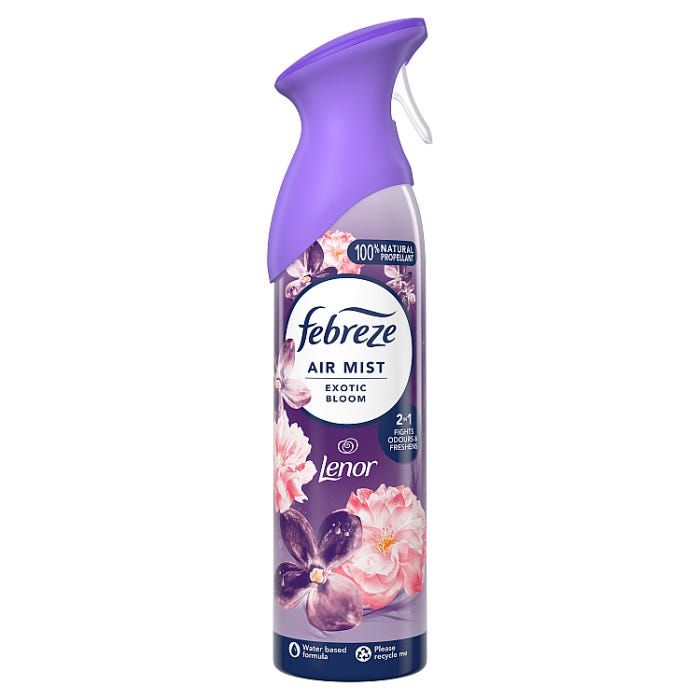 100% NATURAL
PROPELLANT
febreze
AIR MIST
EXOTIC
BLOOM
2in1
FIGHTS
ODOURS &
FRESHENS
Lenor
Water based
formula
Please
recycle me